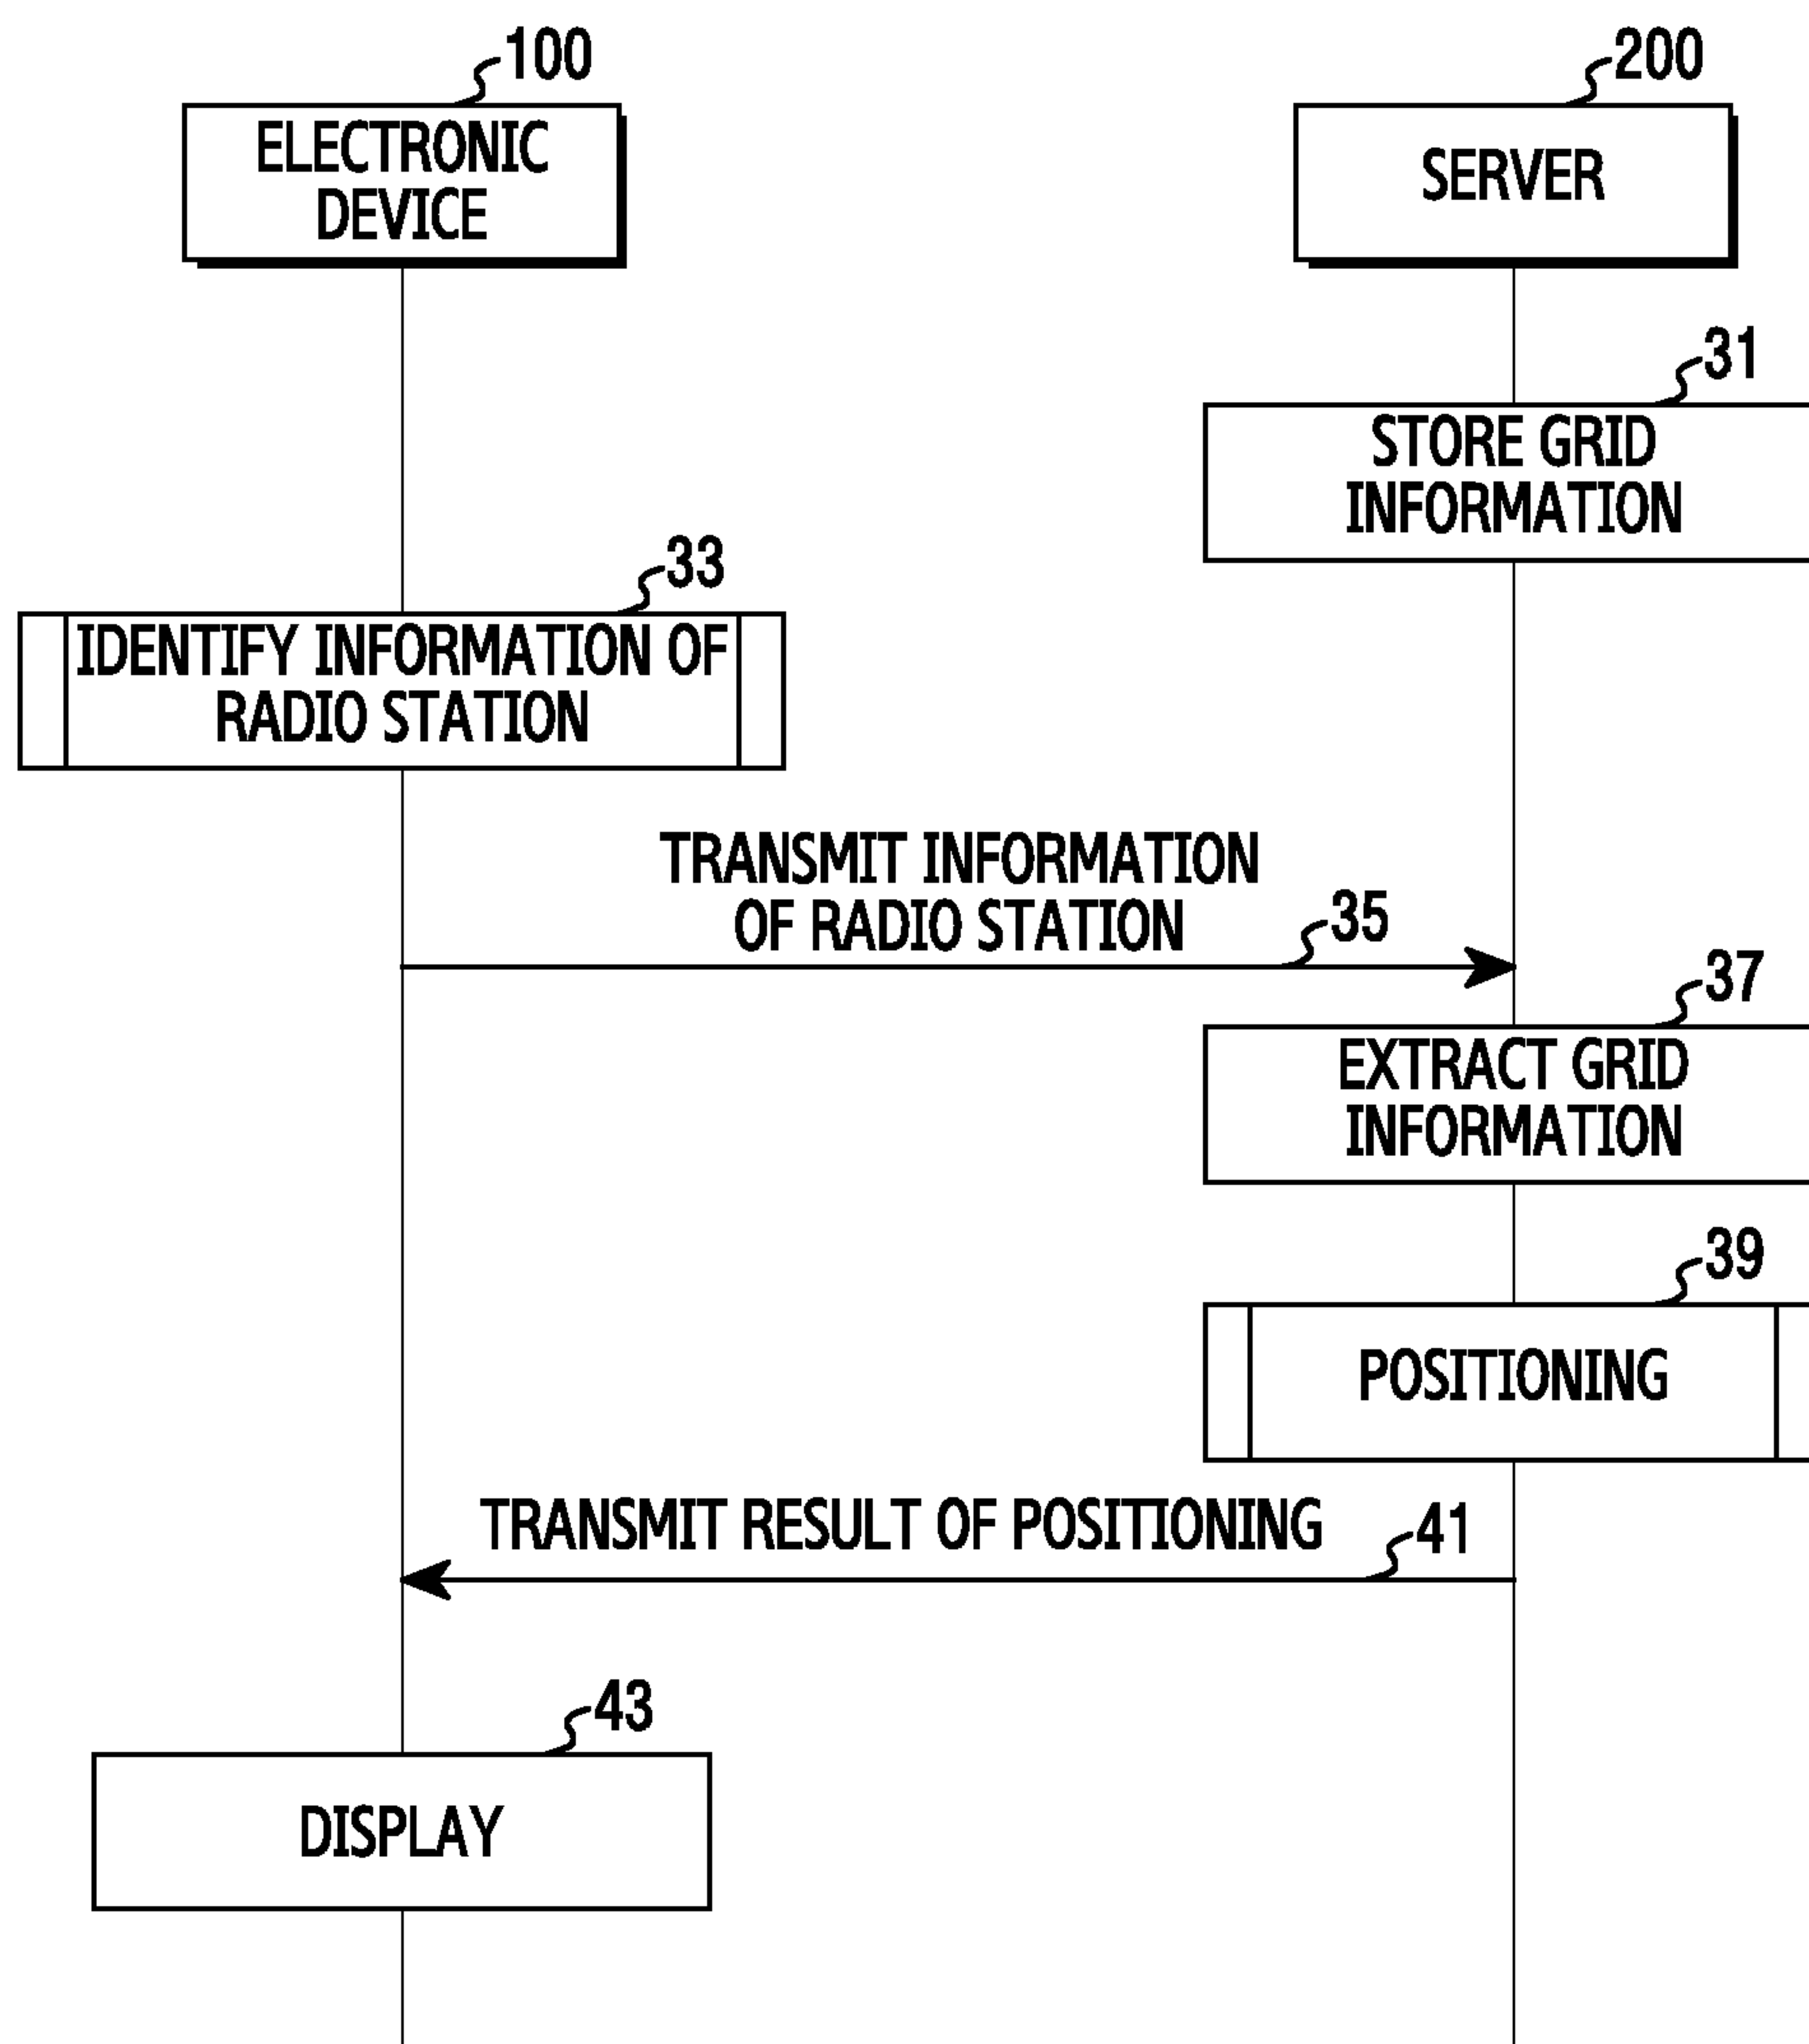 100
200
ELECTRONIC
DEVICE
SERVER
31
STORE GRID
INFORMATION
33
IDENTIFY INFORMATION OF
RADIO STATION
TRANSMIT INFORMATION
OF RADIO STATION
35
37
EXTRACT GRID
INFORMATION
39
POSITIONING
TRANSMIT RESULT OF POSITIONING
41
43
DISPLAY